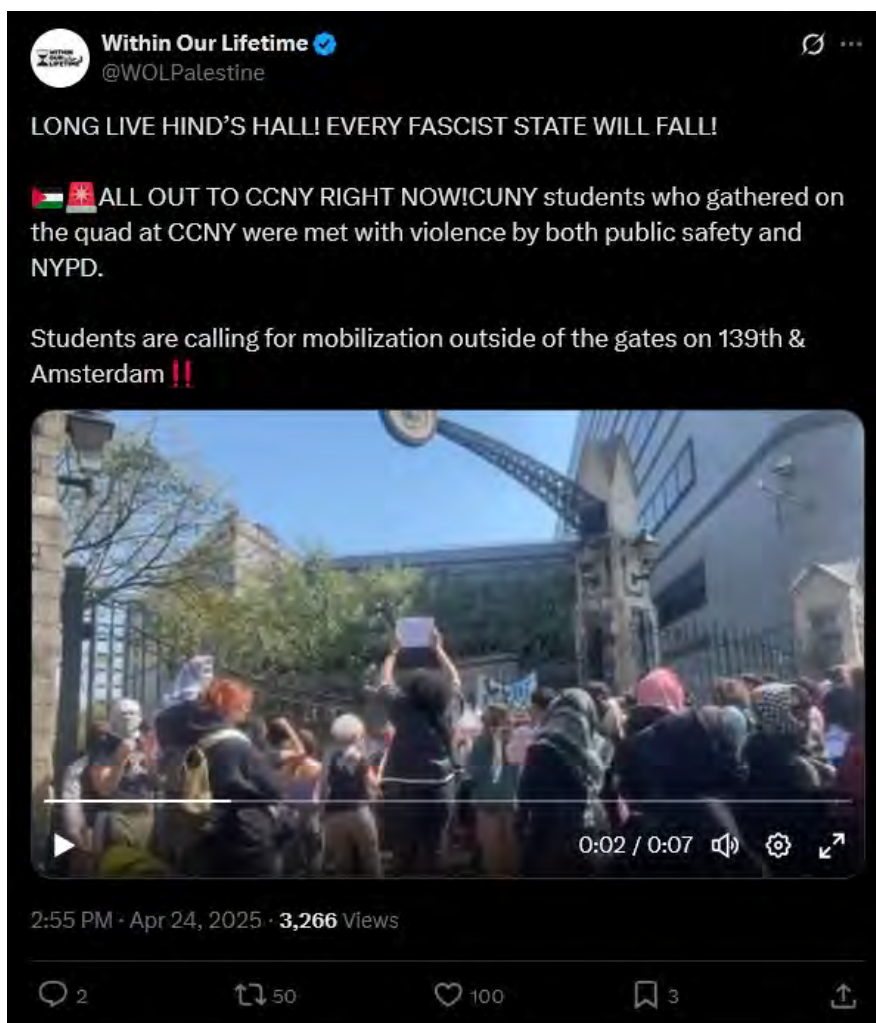 Within Our Lifetime
@WOLPalestine
LONG LIVE HIND’S HALL! EVERY FASCIST STATE WILL FALL!
🇵🇸🚨ALL OUT TO CCNY RIGHT NOW!CUNY students who gathered on
the quad at CCNY were met with violence by both public safety and
NYPD.
Students are calling for mobilization outside of the gates on 139th &
Amsterdam‼️
0:02 / 0:07
2:55 PM · Apr 24, 2025 · 3,266 Views
2 50 100 3